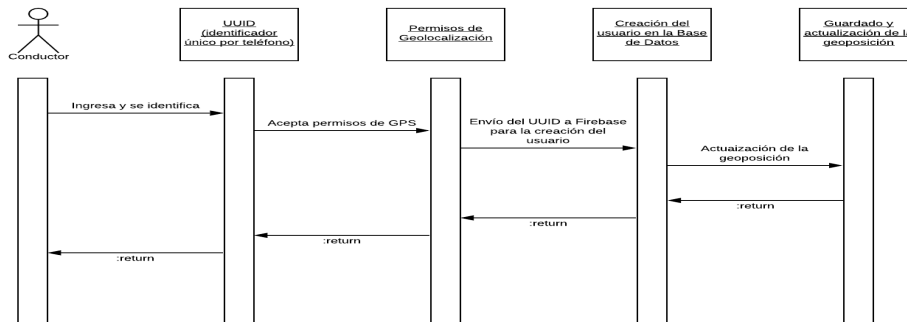 UUID
(identificador
único por teléfono)
Permisos de
Geolocalización
Creación del
usuario en la Base
de Datos
Guardado y
actualización de la
geoposición
Conductor
Ingresa y se identifica
Acepta permisos de GPS
Envío del UUID a Firebase
para la creación del
usuario
Actuaización de la
geoposición
:return
:return
:return
:return